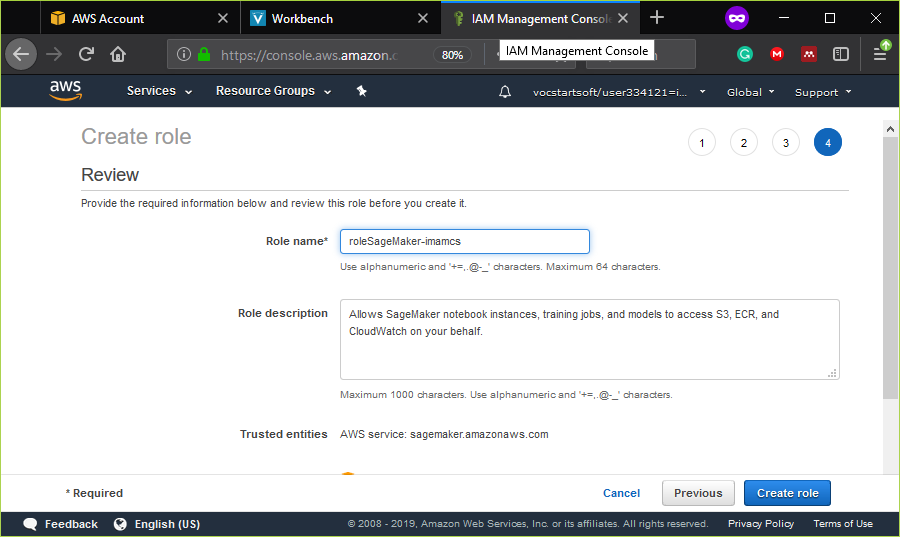 AWS Account
Workbench
IAM Management Conso
https://console.aws.amazon.
80%
IAM Management Console
aws
Services
Resource Groups
vocstartsoft/user334121=i...
Global
Support
Create role
1
2
3
4
Review
Provide the required information below and review this role before you create it.
Role name*
roleSageMaker-imamcs
Use alphanumeric and '+=,.@-_' characters. Maximum 64 characters.
Role description
Allows SageMaker notebook instances, training jobs, and models to access S3, ECR, and
CloudWatch on your behalf.
Maximum 1000 characters. Use alphanumeric and '+=,.@-_' characters.
Trusted entities
AWS service: sagemaker.amazonaws.com
* Required
Cancel
Previous
Create role
Feedback
English (US)
© 2008 - 2019, Amazon Web Services, Inc. or its affiliates. All rights reserved.
Privacy Policy
Terms of Use